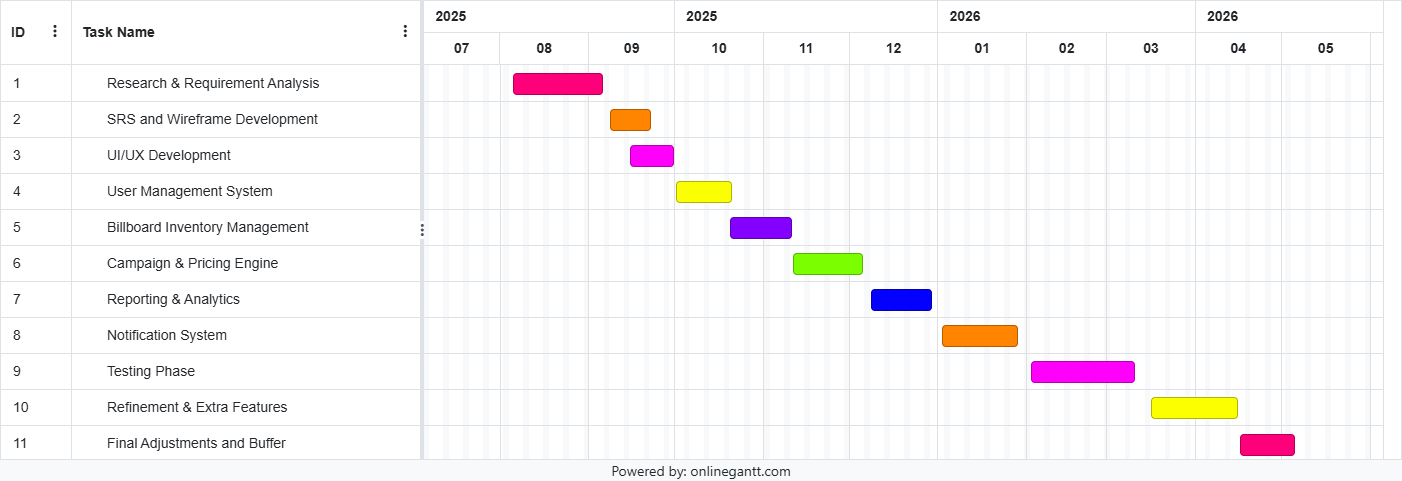 ID Task Name 2025 2025 2026 2026
07 08 09 10 11 12 01 02 03 04 05
1 Research & Requirement Analysis
2 SRS and Wireframe Development
3 UI/UX Development
4 User Management System
5 Billboard Inventory Management
6 Campaign & Pricing Engine
7 Reporting & Analytics
8 Notification System
9 Testing Phase
10 Refinement & Extra Features
11 Final Adjustments and Buffer
Powered by: onlinegantt.com